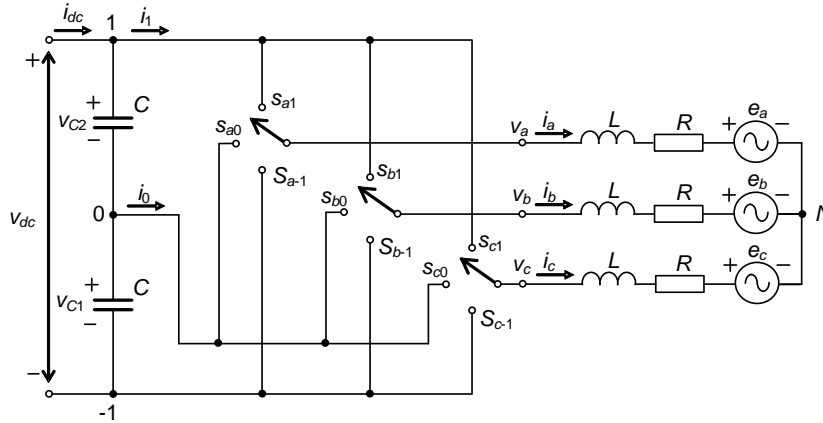 i_dc 1 i_1
+ + C v_C2 −
s_a1 s_a0 S_a-1
v_a i_a L R + e_a −
s_b1 s_b0 S_b-1
v_b i_b L R + e_b − N
v_dc 0 i_0
s_c1 s_c0 S_c-1
v_c i_c L R + e_c −
+ C v_C1 −
− -1